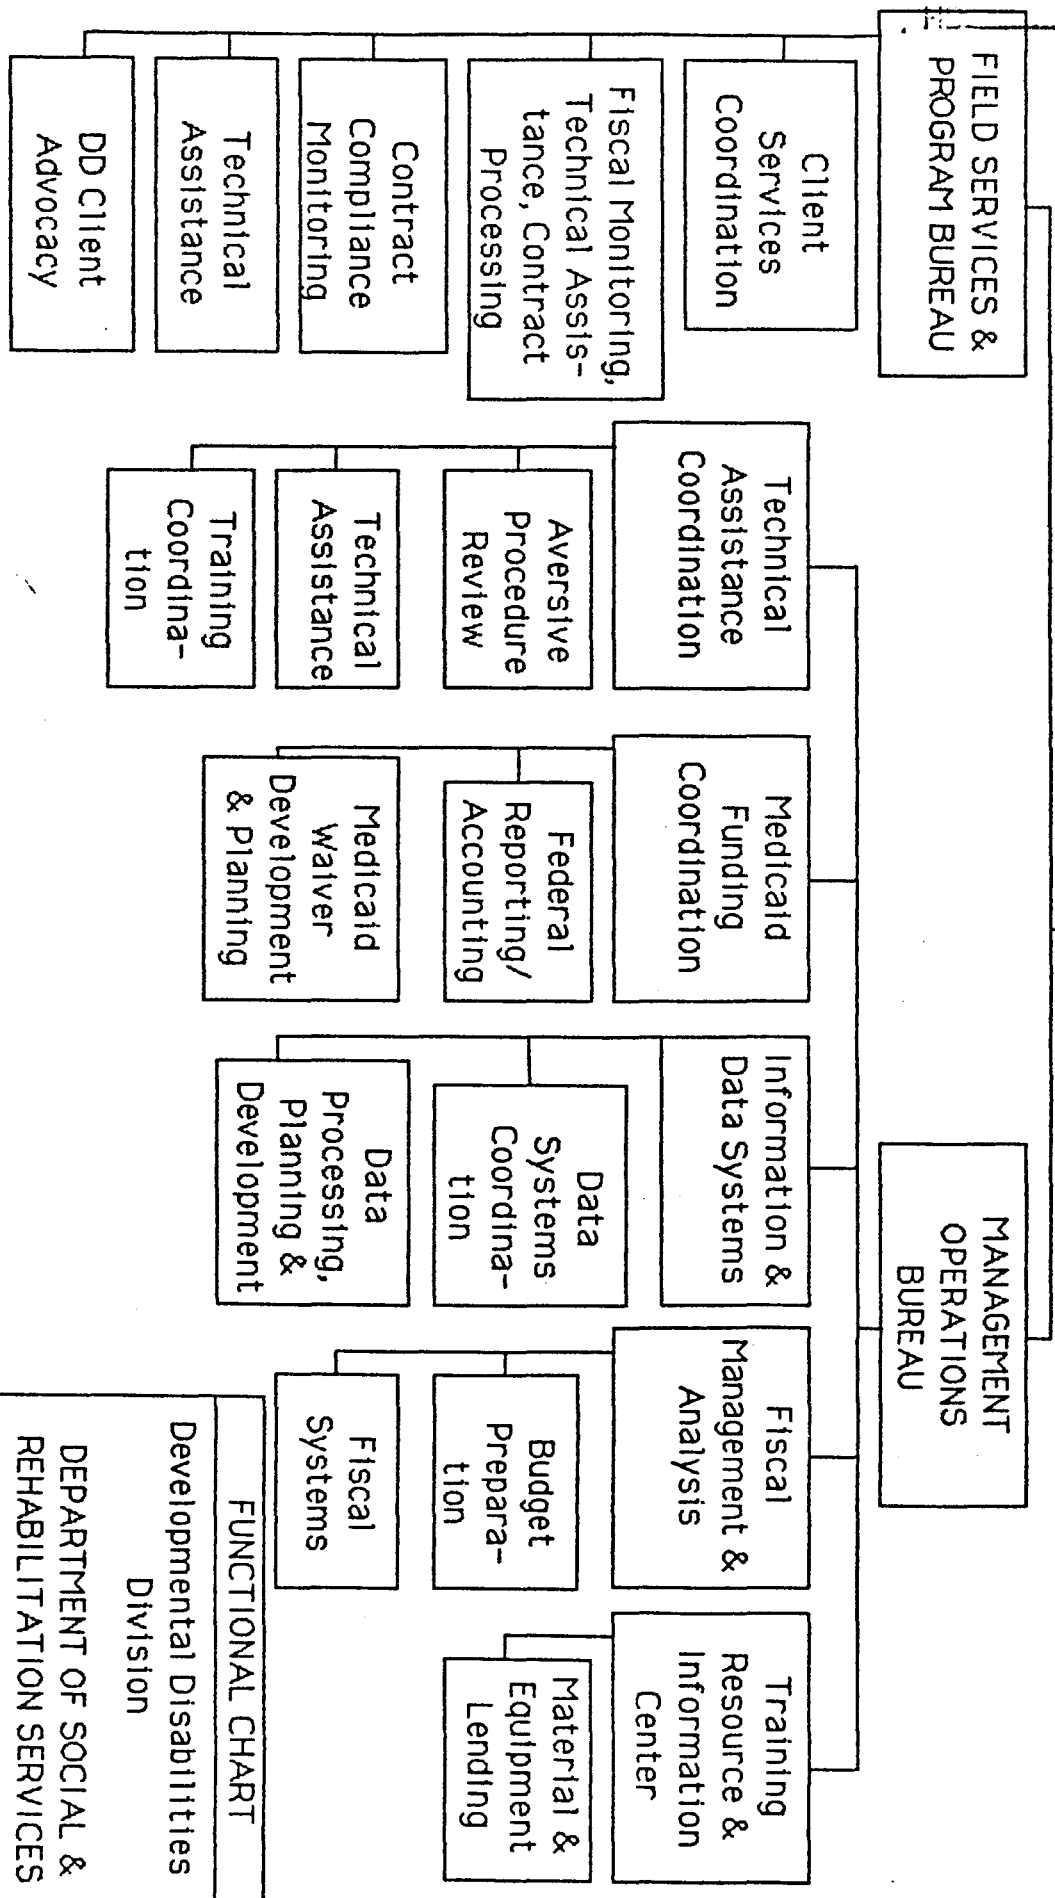 FIELD SERVICES &
PROGRAM BUREAU
Client
Services
Coordination
Fiscal Monitoring,
Technical Assis-
tance, Contract
Processing
Contract
Compliance
Monitoring
Technical
Assistance
DD Client
Advocacy
MANAGEMENT
OPERATIONS
BUREAU
Technical
Assistance
Coordination
Aversive
Procedure
Review
Technical
Assistance
Training
Coordina-
tion
Medicaid
Funding
Coordination
Federal
Reporting/
Accounting
Medicaid
Waiver
Development
& Planning
Information &
Data Systems
Data
Systems
Coordina-
tion
Data
Processing,
Planning &
Development
Fiscal
Management &
Analysis
Budget
Prepara-
tion
Fiscal
Systems
Training
Resource &
Information
Center
Material &
Equipment
Lending
FUNCTIONAL CHART
Developmental Disabilities
Division
DEPARTMENT OF SOCIAL &
REHABILITATION SERVICES